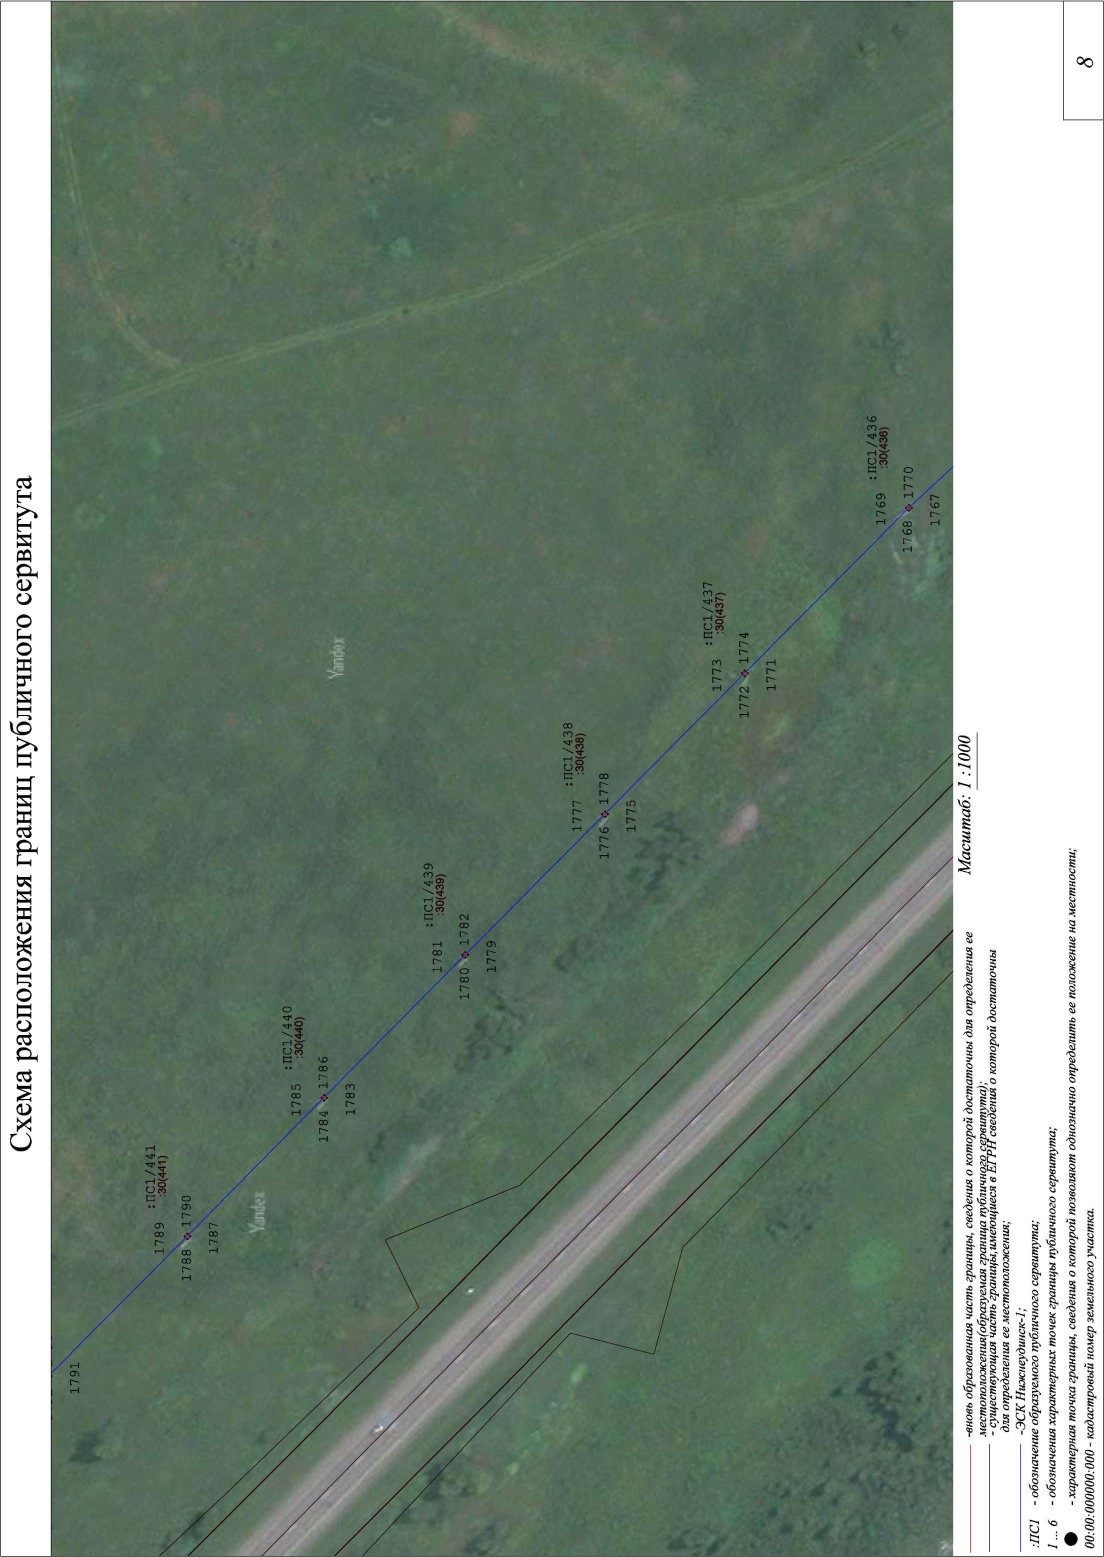 Схема расположения границ публичного сервитута
:ПС1/436
:30(436)
1769
1768
1770
1767
:ПС1/437
:30(437)
1773
1772
1774
1771
:ПС1/438
:30(438)
1777
1776
1778
1775
:ПС1/439
:30(439)
1781
1780
1782
1779
:ПС1/440
:30(440)
1785
1784
1786
1783
:ПС1/441
:30(441)
1789
1788
1790
1787
1791
Yandex
Yandex
Масштаб: 1 :1000
-вновь образованная часть границы, сведения о которой достаточны для определения ее
местоположения(образуемая граница публичного сервитута);
- существующая часть границы,имеющиеся в ЕГРН сведения о которой достаточны
для определения ее местоположения;
-ЭСК Нижнеудинск-1;
:ПС1 - обозначение образуемого публичного сервитута;
1 ... 6 - обозначения характерных точек границы публичного сервитута;
- характерная точка границы, сведения о которой позволяют однозначно определить ее положение на местности;
00:00:000000:000 - кадастровый номер земельного участка.
8